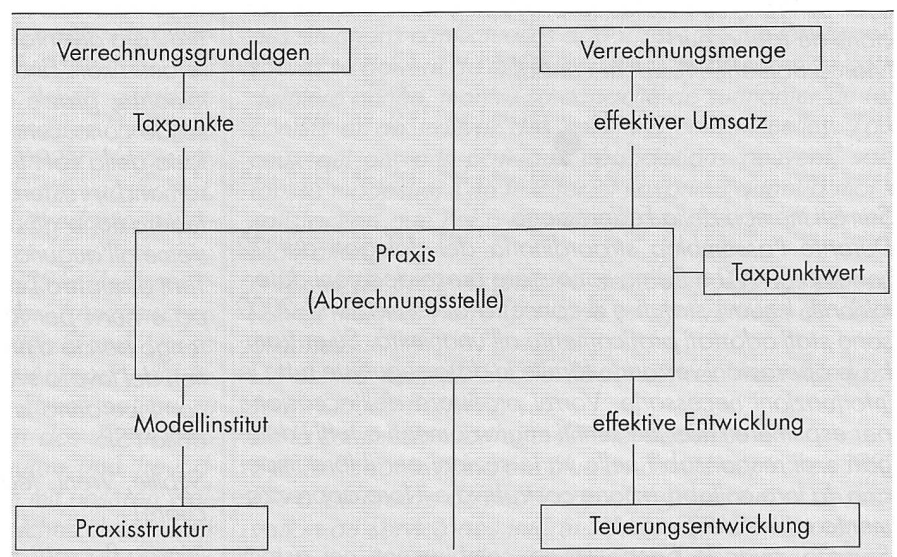 Verrechnungsgrundlagen
Verrechnungsmenge
Taxpunkte
effektiver Umsatz
Praxis
(Abrechnungsstelle)
Taxpunktwert
Modellinstitut
effektive Entwicklung
Praxisstruktur
Teuerungsentwicklung